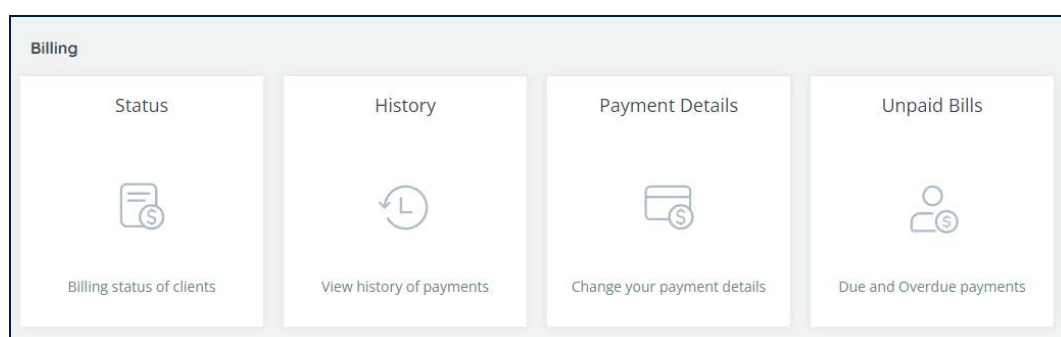 Billing
Status
History
Payment Details
Unpaid Bills
Billing status of clients
View history of payments
Change your payment details
Due and Overdue payments